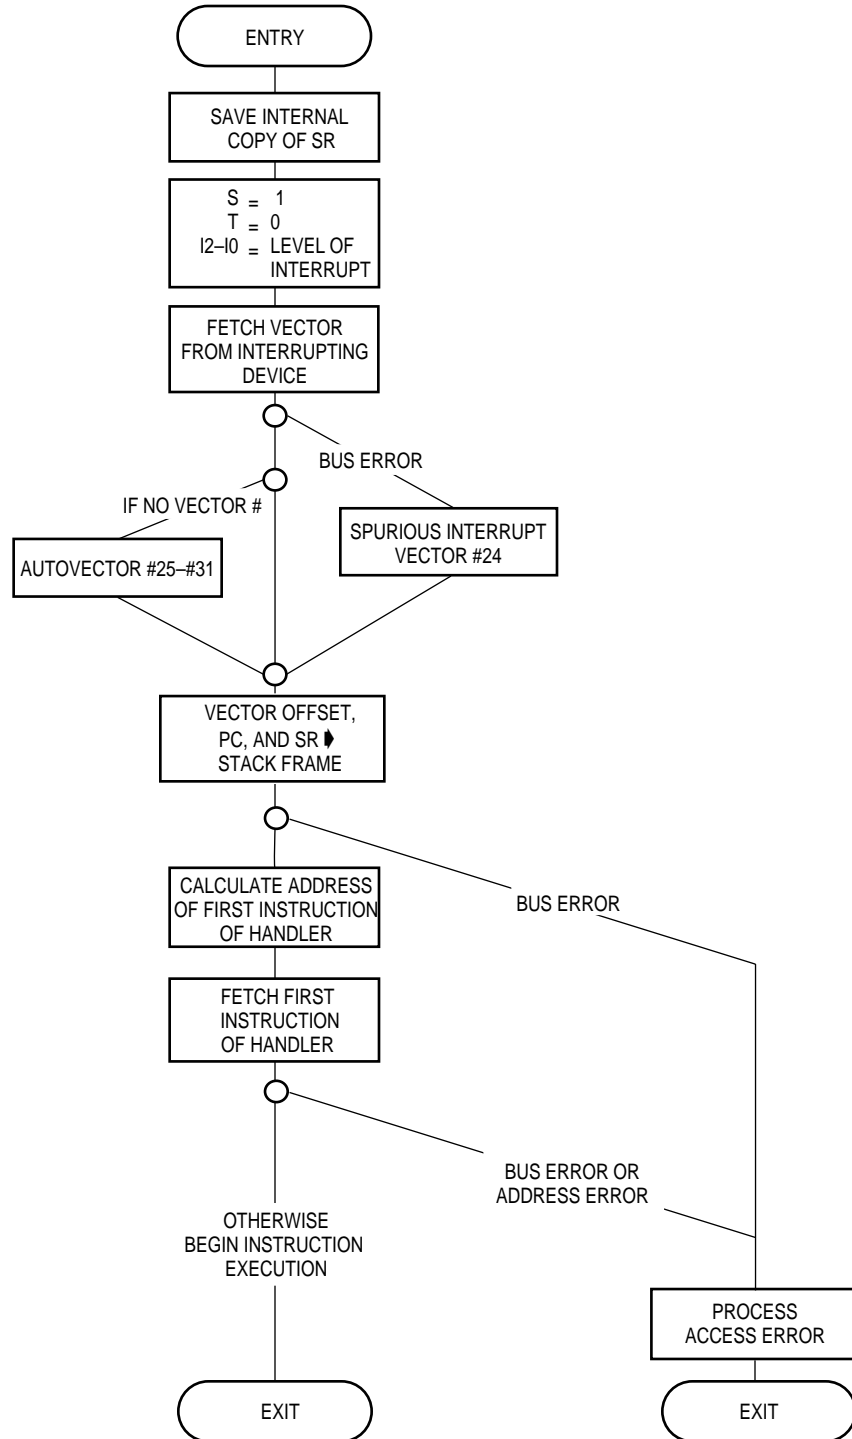 ENTRY
SAVE INTERNAL
COPY OF SR
S = 1
T = 0
I2–I0 = LEVEL OF
INTERRUPT
FETCH VECTOR
FROM INTERRUPTING
DEVICE
BUS ERROR
IF NO VECTOR #
SPURIOUS INTERRUPT
VECTOR #24
AUTOVECTOR #25–#31
VECTOR OFFSET,
PC, AND SR
STACK FRAME
CALCULATE ADDRESS
OF FIRST INSTRUCTION
OF HANDLER
BUS ERROR
FETCH FIRST
INSTRUCTION
OF HANDLER
BUS ERROR OR
ADDRESS ERROR
OTHERWISE
BEGIN INSTRUCTION
EXECUTION
PROCESS
ACCESS ERROR
EXIT
EXIT